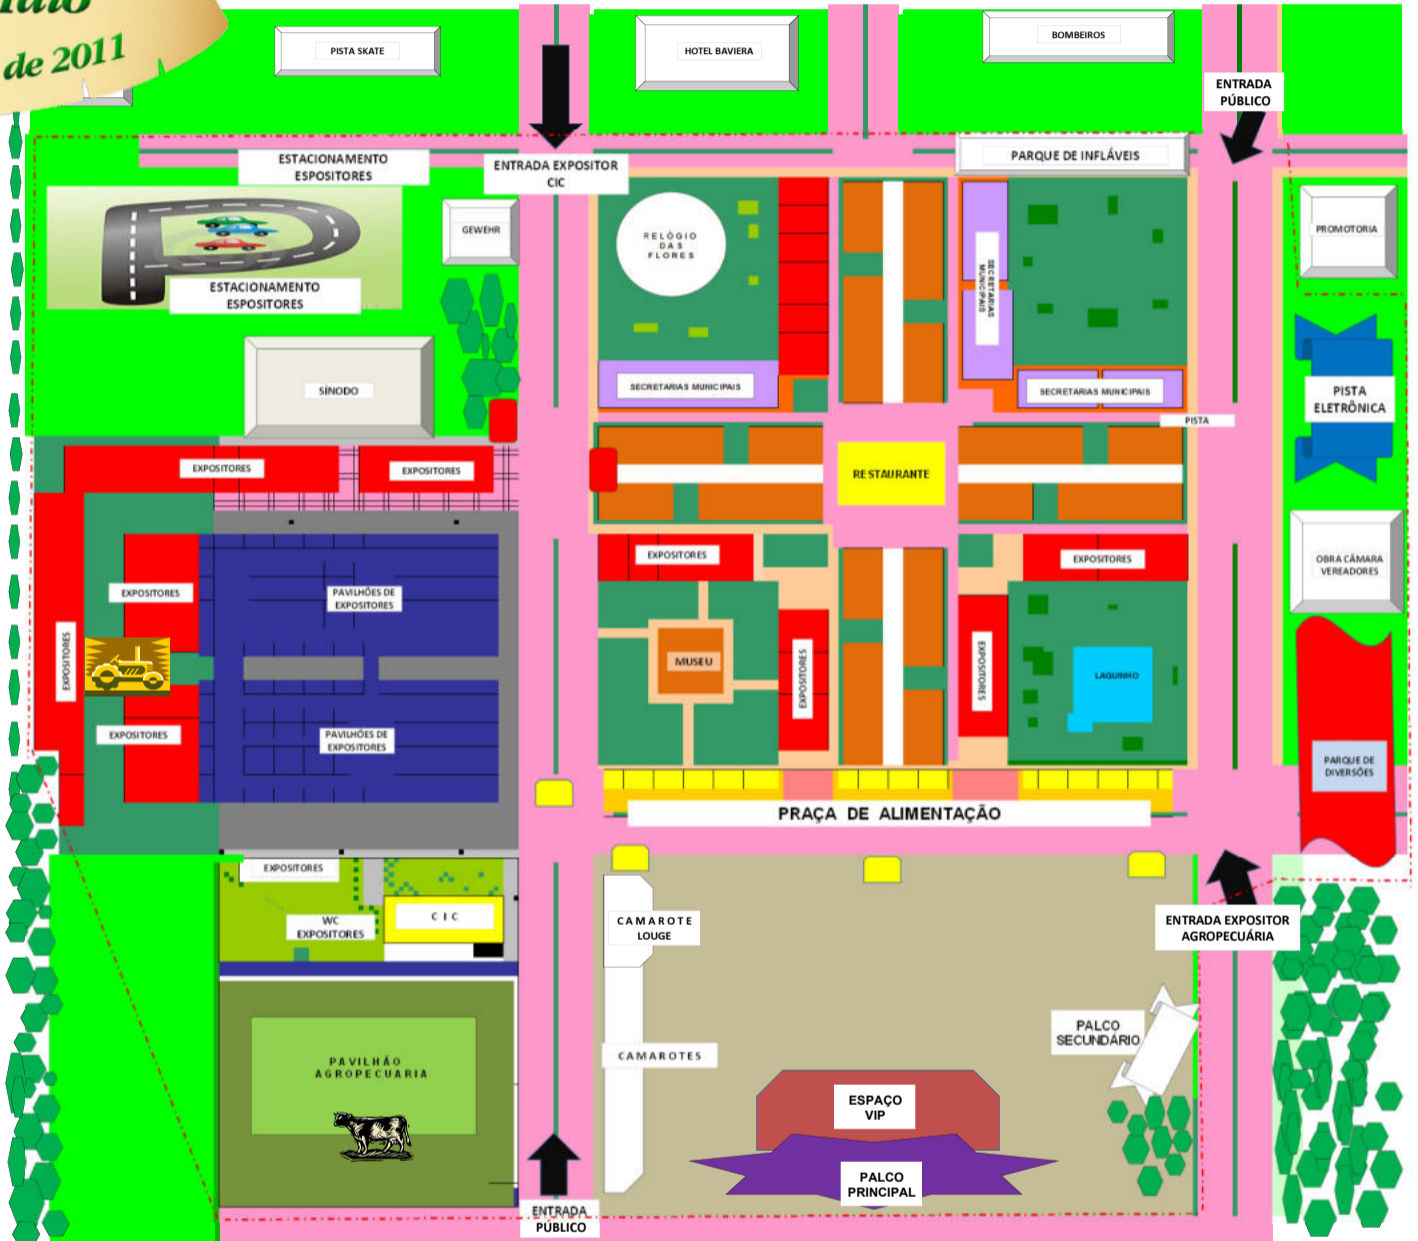 de 2011
PISTA SKATE
HOTEL BAVIERA
BOMBEIROS
ENTRADA
PÚBLICO
ESTACIONAMENTO
ESPOSITORES
ENTRADA EXPOSITOR
CIC
PARQUE DE INFLÁVEIS
GEWEHR
RELÓGIO
DAS
FLORES
SECRETARIAS
MUNICIPAIS
PROMOTORIA
ESTACIONAMENTO
ESPOSITORES
SÍNODO
SECRETARIAS MUNICIPAIS
SECRETARIAS MUNICIPAIS
PISTA
ELETRÔNICA
PISTA
EXPOSITORES
EXPOSITORES
RESTAURANTE
EXPOSITORES
EXPOSITORES
OBRA CÂMARA
VEREADORES
EXPOSITORES
PAVILHÕES DE
EXPOSITORES
EXPOSITORES
MUSEU
EXPOSITORES
EXPOSITORES
LAGUINHO
EXPOSITORES
PAVILHÕES DE
EXPOSITORES
PARQUE DE
DIVERSÕES
PRAÇA DE ALIMENTAÇÃO
EXPOSITORES
WC
EXPOSITORES
C I C
CAMAROTE
LOUGE
ENTRADA EXPOSITOR
AGROPECUÁRIA
PALCO
SECUNDÁRIO
CAMAROTES
PAVILHÃO
AGROPECUARIA
ESPAÇO
VIP
PALCO
PRINCIPAL
ENTRADA
PÚBLICO